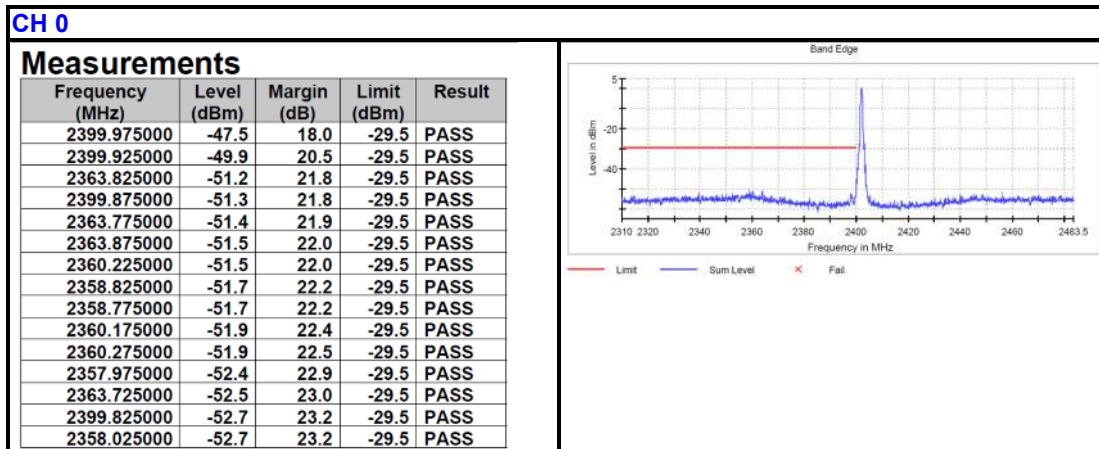 CH 0
Measurements
Frequency (MHz) Level (dBm) Margin (dB) Limit (dBm) Result
2399.975000 -47.5 18.0 -29.5 PASS
2399.925000 -49.9 20.5 -29.5 PASS
2363.825000 -51.2 21.8 -29.5 PASS
2399.875000 -51.3 21.8 -29.5 PASS
2363.775000 -51.4 21.9 -29.5 PASS
2363.875000 -51.5 22.0 -29.5 PASS
2360.225000 -51.5 22.0 -29.5 PASS
2358.825000 -51.7 22.2 -29.5 PASS
2358.775000 -51.7 22.2 -29.5 PASS
2360.175000 -51.9 22.4 -29.5 PASS
2360.275000 -51.9 22.5 -29.5 PASS
2357.975000 -52.4 22.9 -29.5 PASS
2363.725000 -52.5 23.0 -29.5 PASS
2399.825000 -52.7 23.2 -29.5 PASS
2358.025000 -52.7 23.2 -29.5 PASS
Band Edge
Level in dBm
5
-20
-40
2310 2320 2340 2360 2380 2400 2420 2440 2460 2483.5
Frequency in MHz
Limit Sum Level Fail